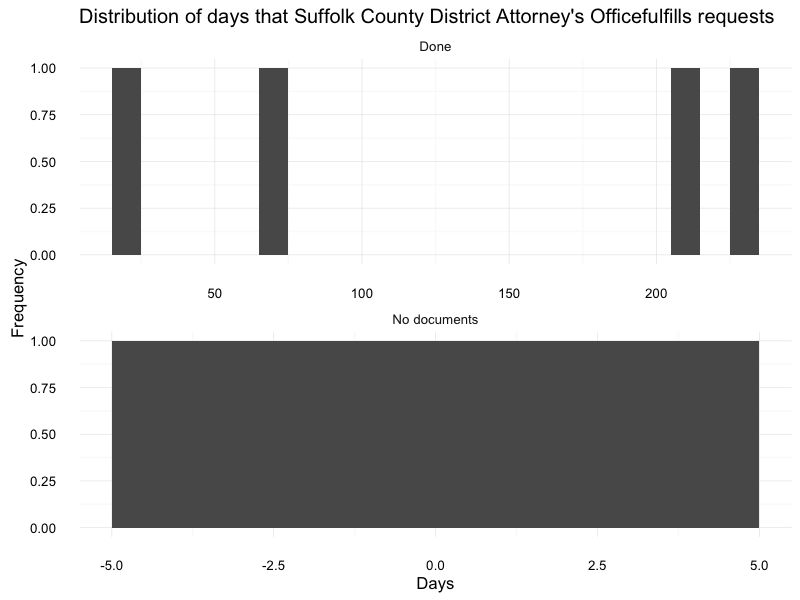 Distribution of days that Suffolk County District Attorney's Officefulfills requests
Done
1.00
0.75
0.50
0.25
0.00
50 100 150 200
Frequency
No documents
1.00
0.75
0.50
0.25
0.00
-5.0 -2.5 0.0 2.5 5.0
Days